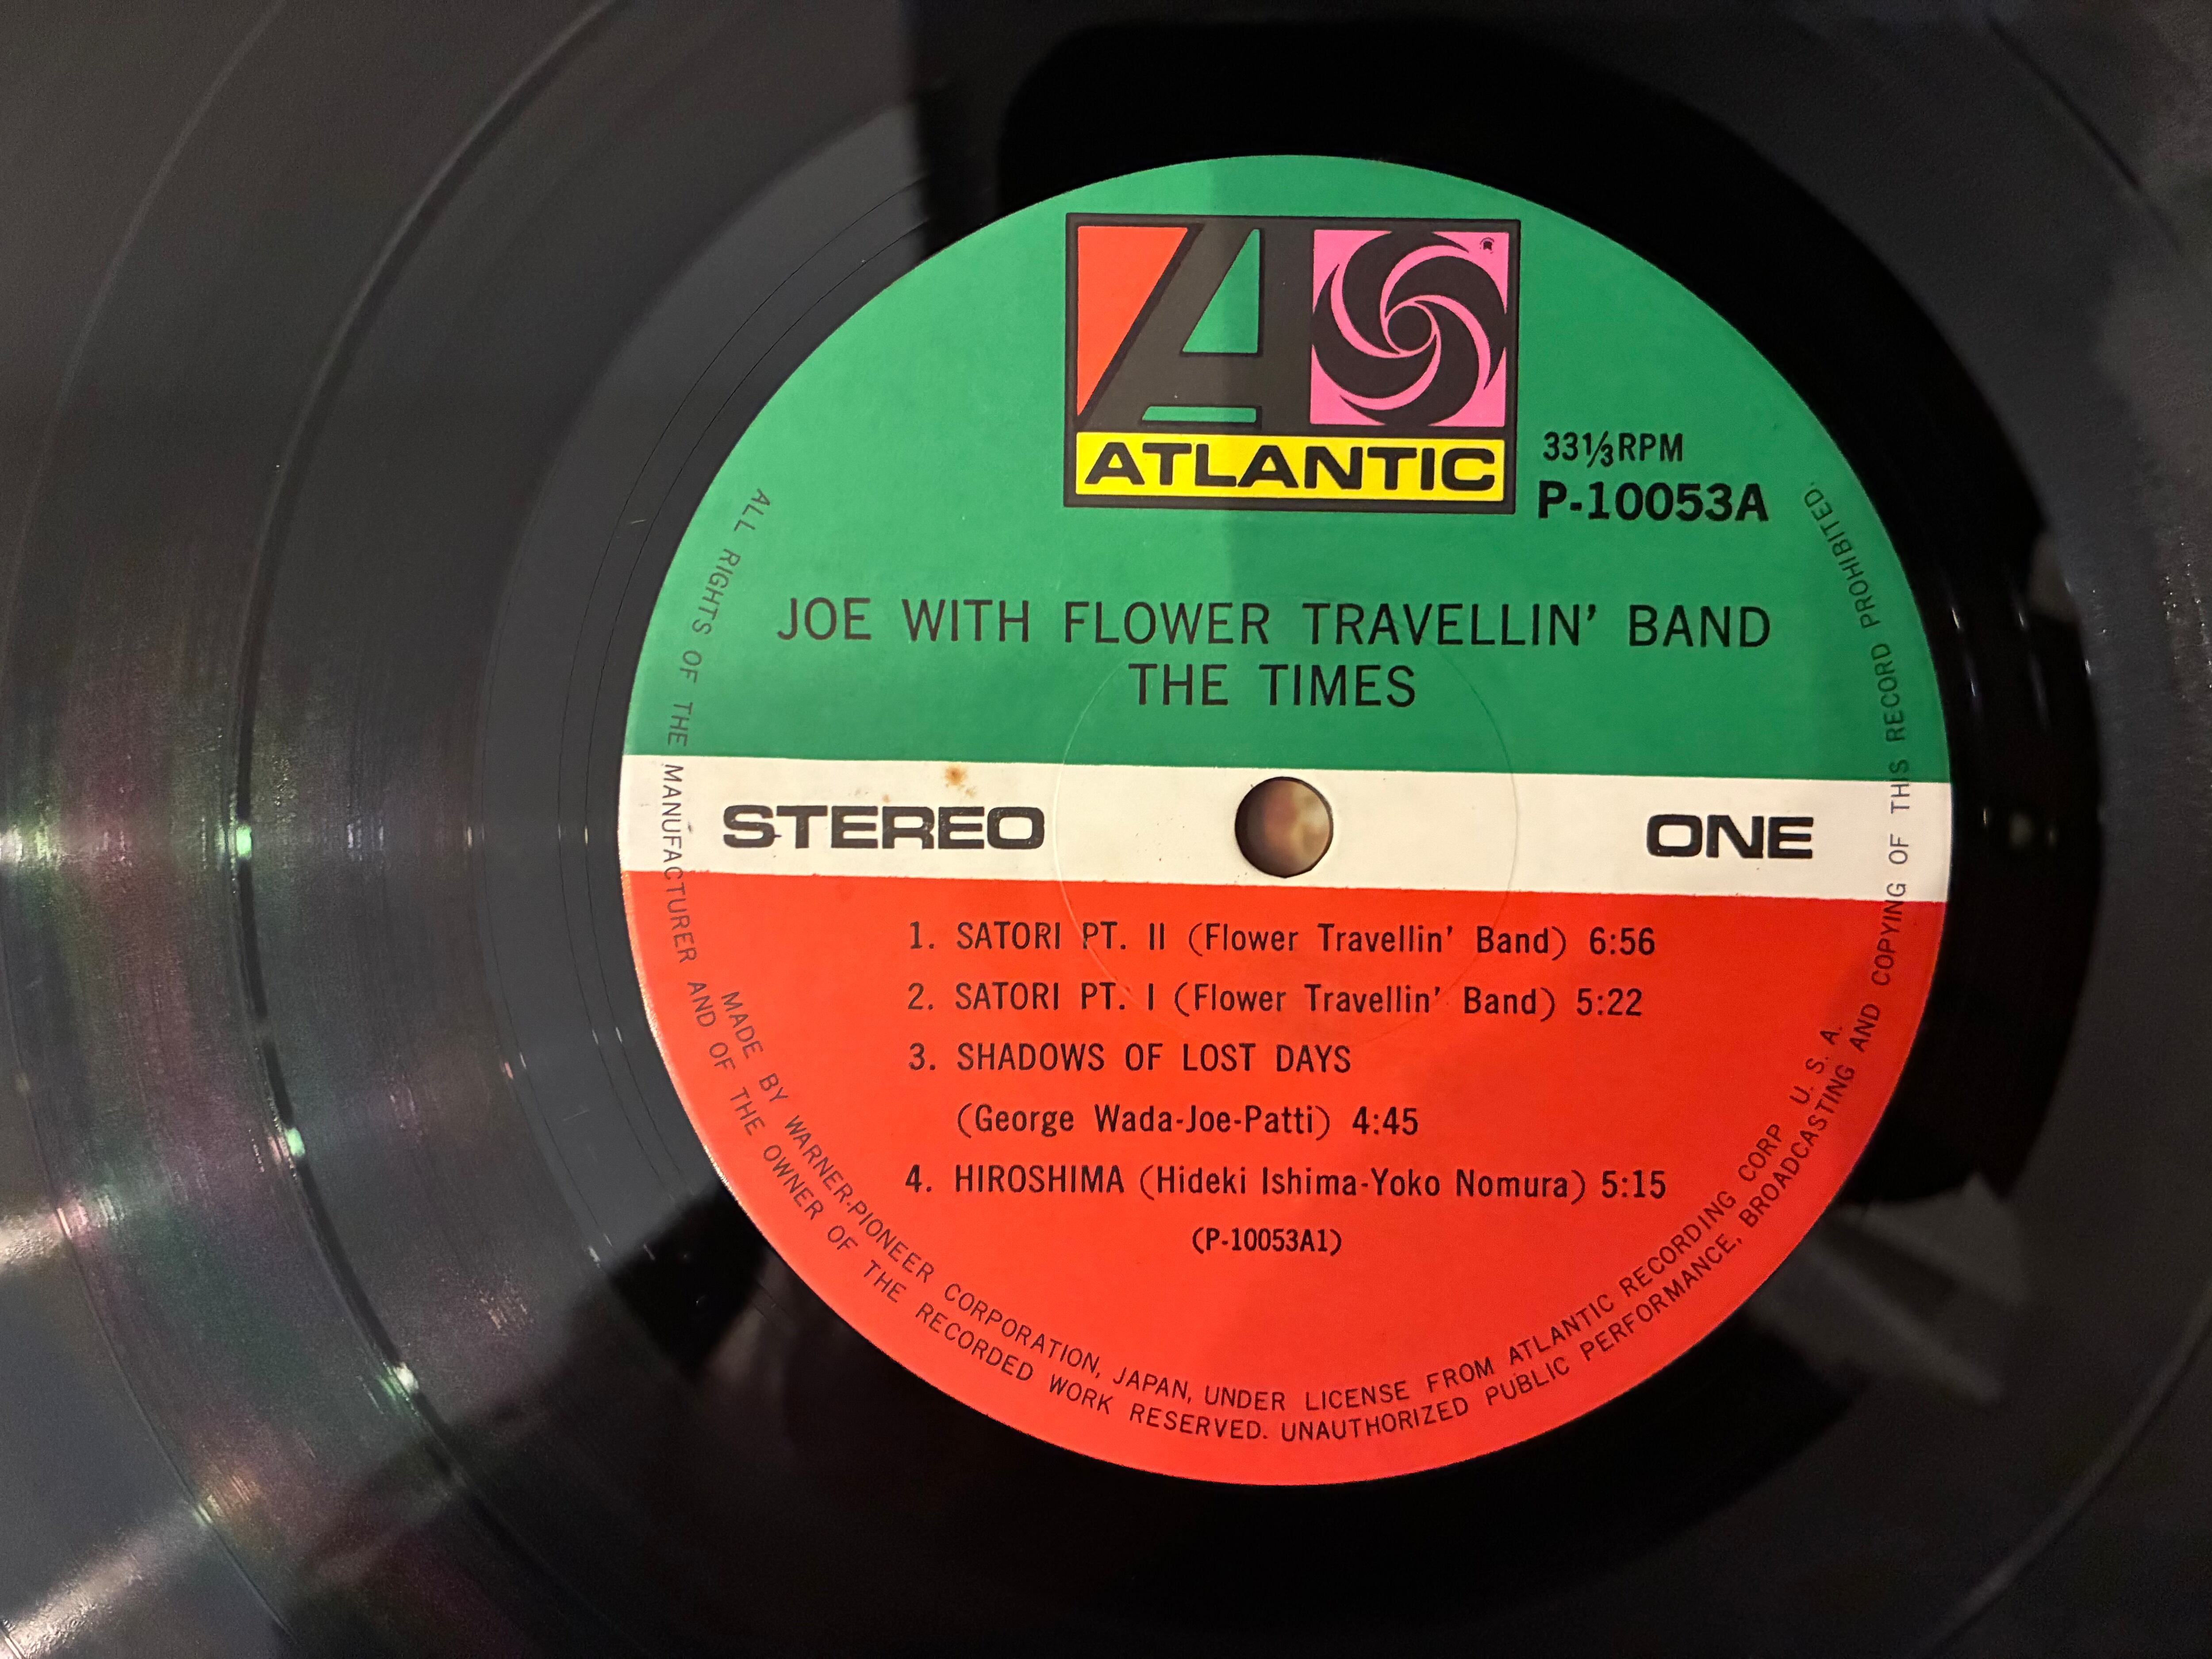 ATLANTIC
33⅓RPM
P-10053A
JOE WITH FLOWER TRAVELLIN' BAND
THE TIMES
STEREO
ONE
1. SATORI PT. II (Flower Travellin' Band) 6:56
2. SATORI PT. I (Flower Travellin' Band) 5:22
3. SHADOWS OF LOST DAYS
(George Wada-Joe-Patti) 4:45
4. HIROSHIMA (Hideki Ishima-Yoko Nomura) 5:15
(P-10053A1)
MADE BY WARNER-PIONEER CORPORATION, JAPAN, UNDER LICENSE FROM ATLANTIC RECORDING CORP U. S. A.
ALL RIGHTS OF THE MANUFACTURER AND OF THE OWNER OF THE RECORDED WORK RESERVED. UNAUTHORIZED PUBLIC PERFORMANCE, BROADCASTING AND COPYING OF THIS RECORD PROHIBITED.